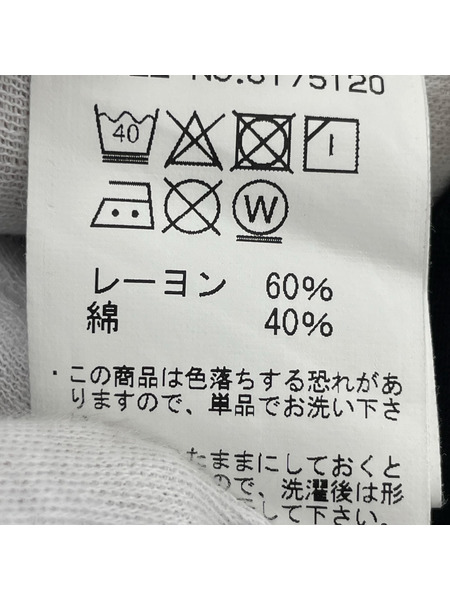 NO.6175120
40
W
レーヨン 60%
綿 40%
・この商品は色落ちする恐れがあ
りますので、単品でお洗い下さ
たままにしておくと
ので、洗濯後は形
して下さい。